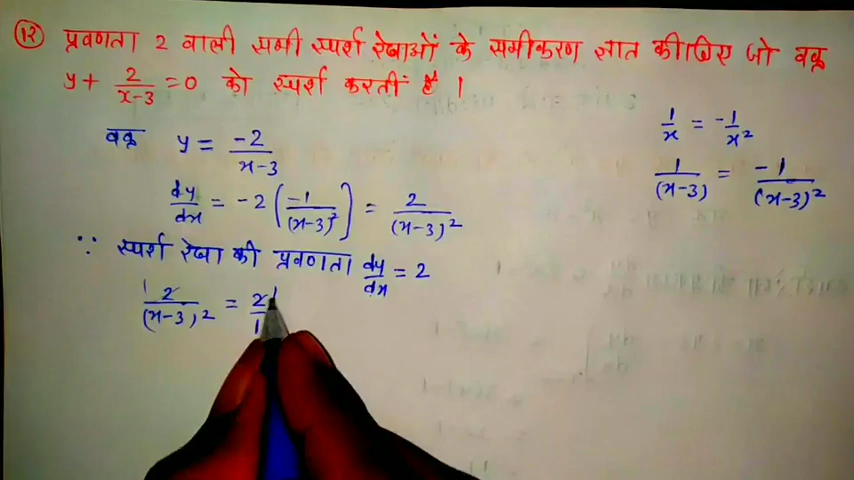 (12) प्रवणता 2 वाली सभी स्पर्श रेखाओं के समीकरण ज्ञात कीजिए जो वक्र
y + 2/(x-3) = 0 को स्पर्श करतीं हैं ।
वक्र y = -2/(x-3)
dy/dx = -2(-1/(x-3)²) = 2/(x-3)²
∵ स्पर्श रेखा की प्रवणता dy/dx = 2
2/(x-3)² = 2/1
1/x = -1/x²
1/(x-3) = -1/(x-3)²